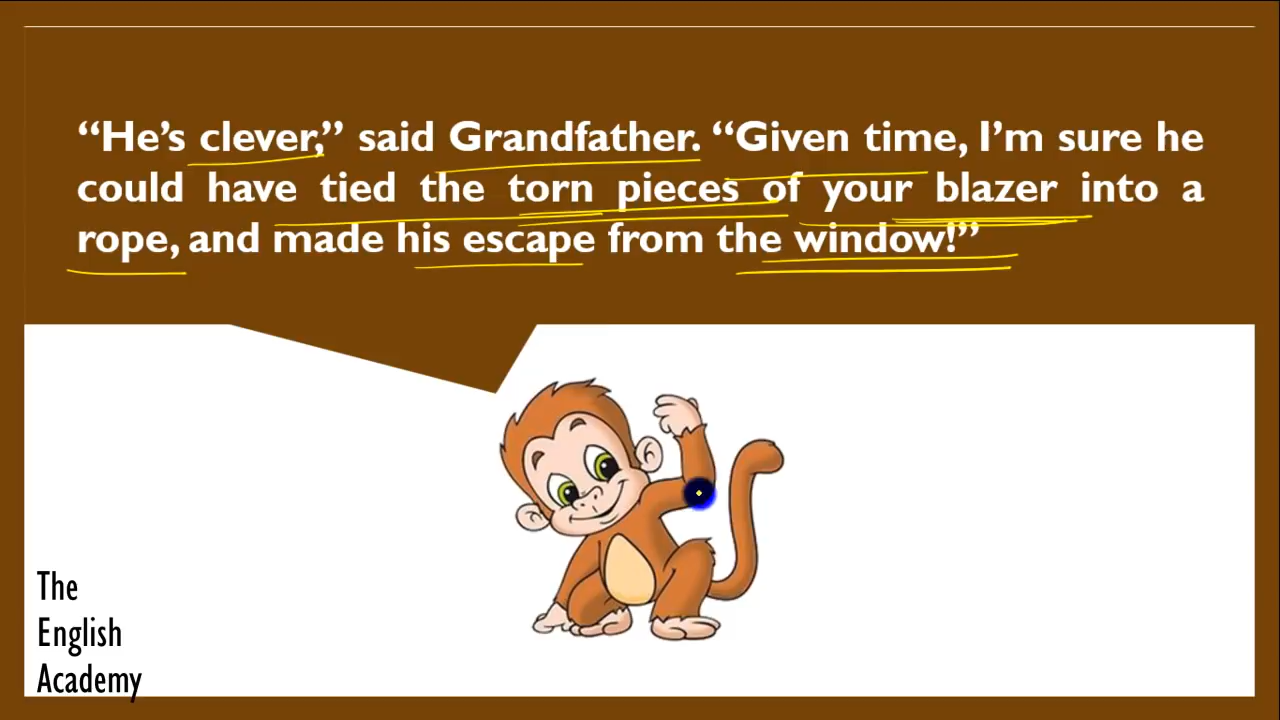 “He’s clever,” said Grandfather. “Given time, I’m sure he
could have tied the torn pieces of your blazer into a
rope, and made his escape from the window!”
The
English
Academy